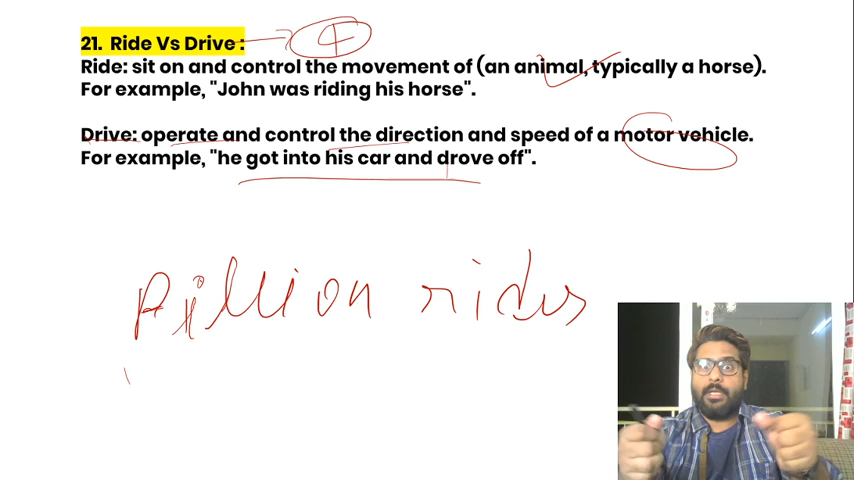 21. Ride Vs Drive :
Ride: sit on and control the movement of (an animal, typically a horse).
For example, "John was riding his horse".
Drive: operate and control the direction and speed of a motor vehicle.
For example, "he got into his car and drove off".
Pillion rider